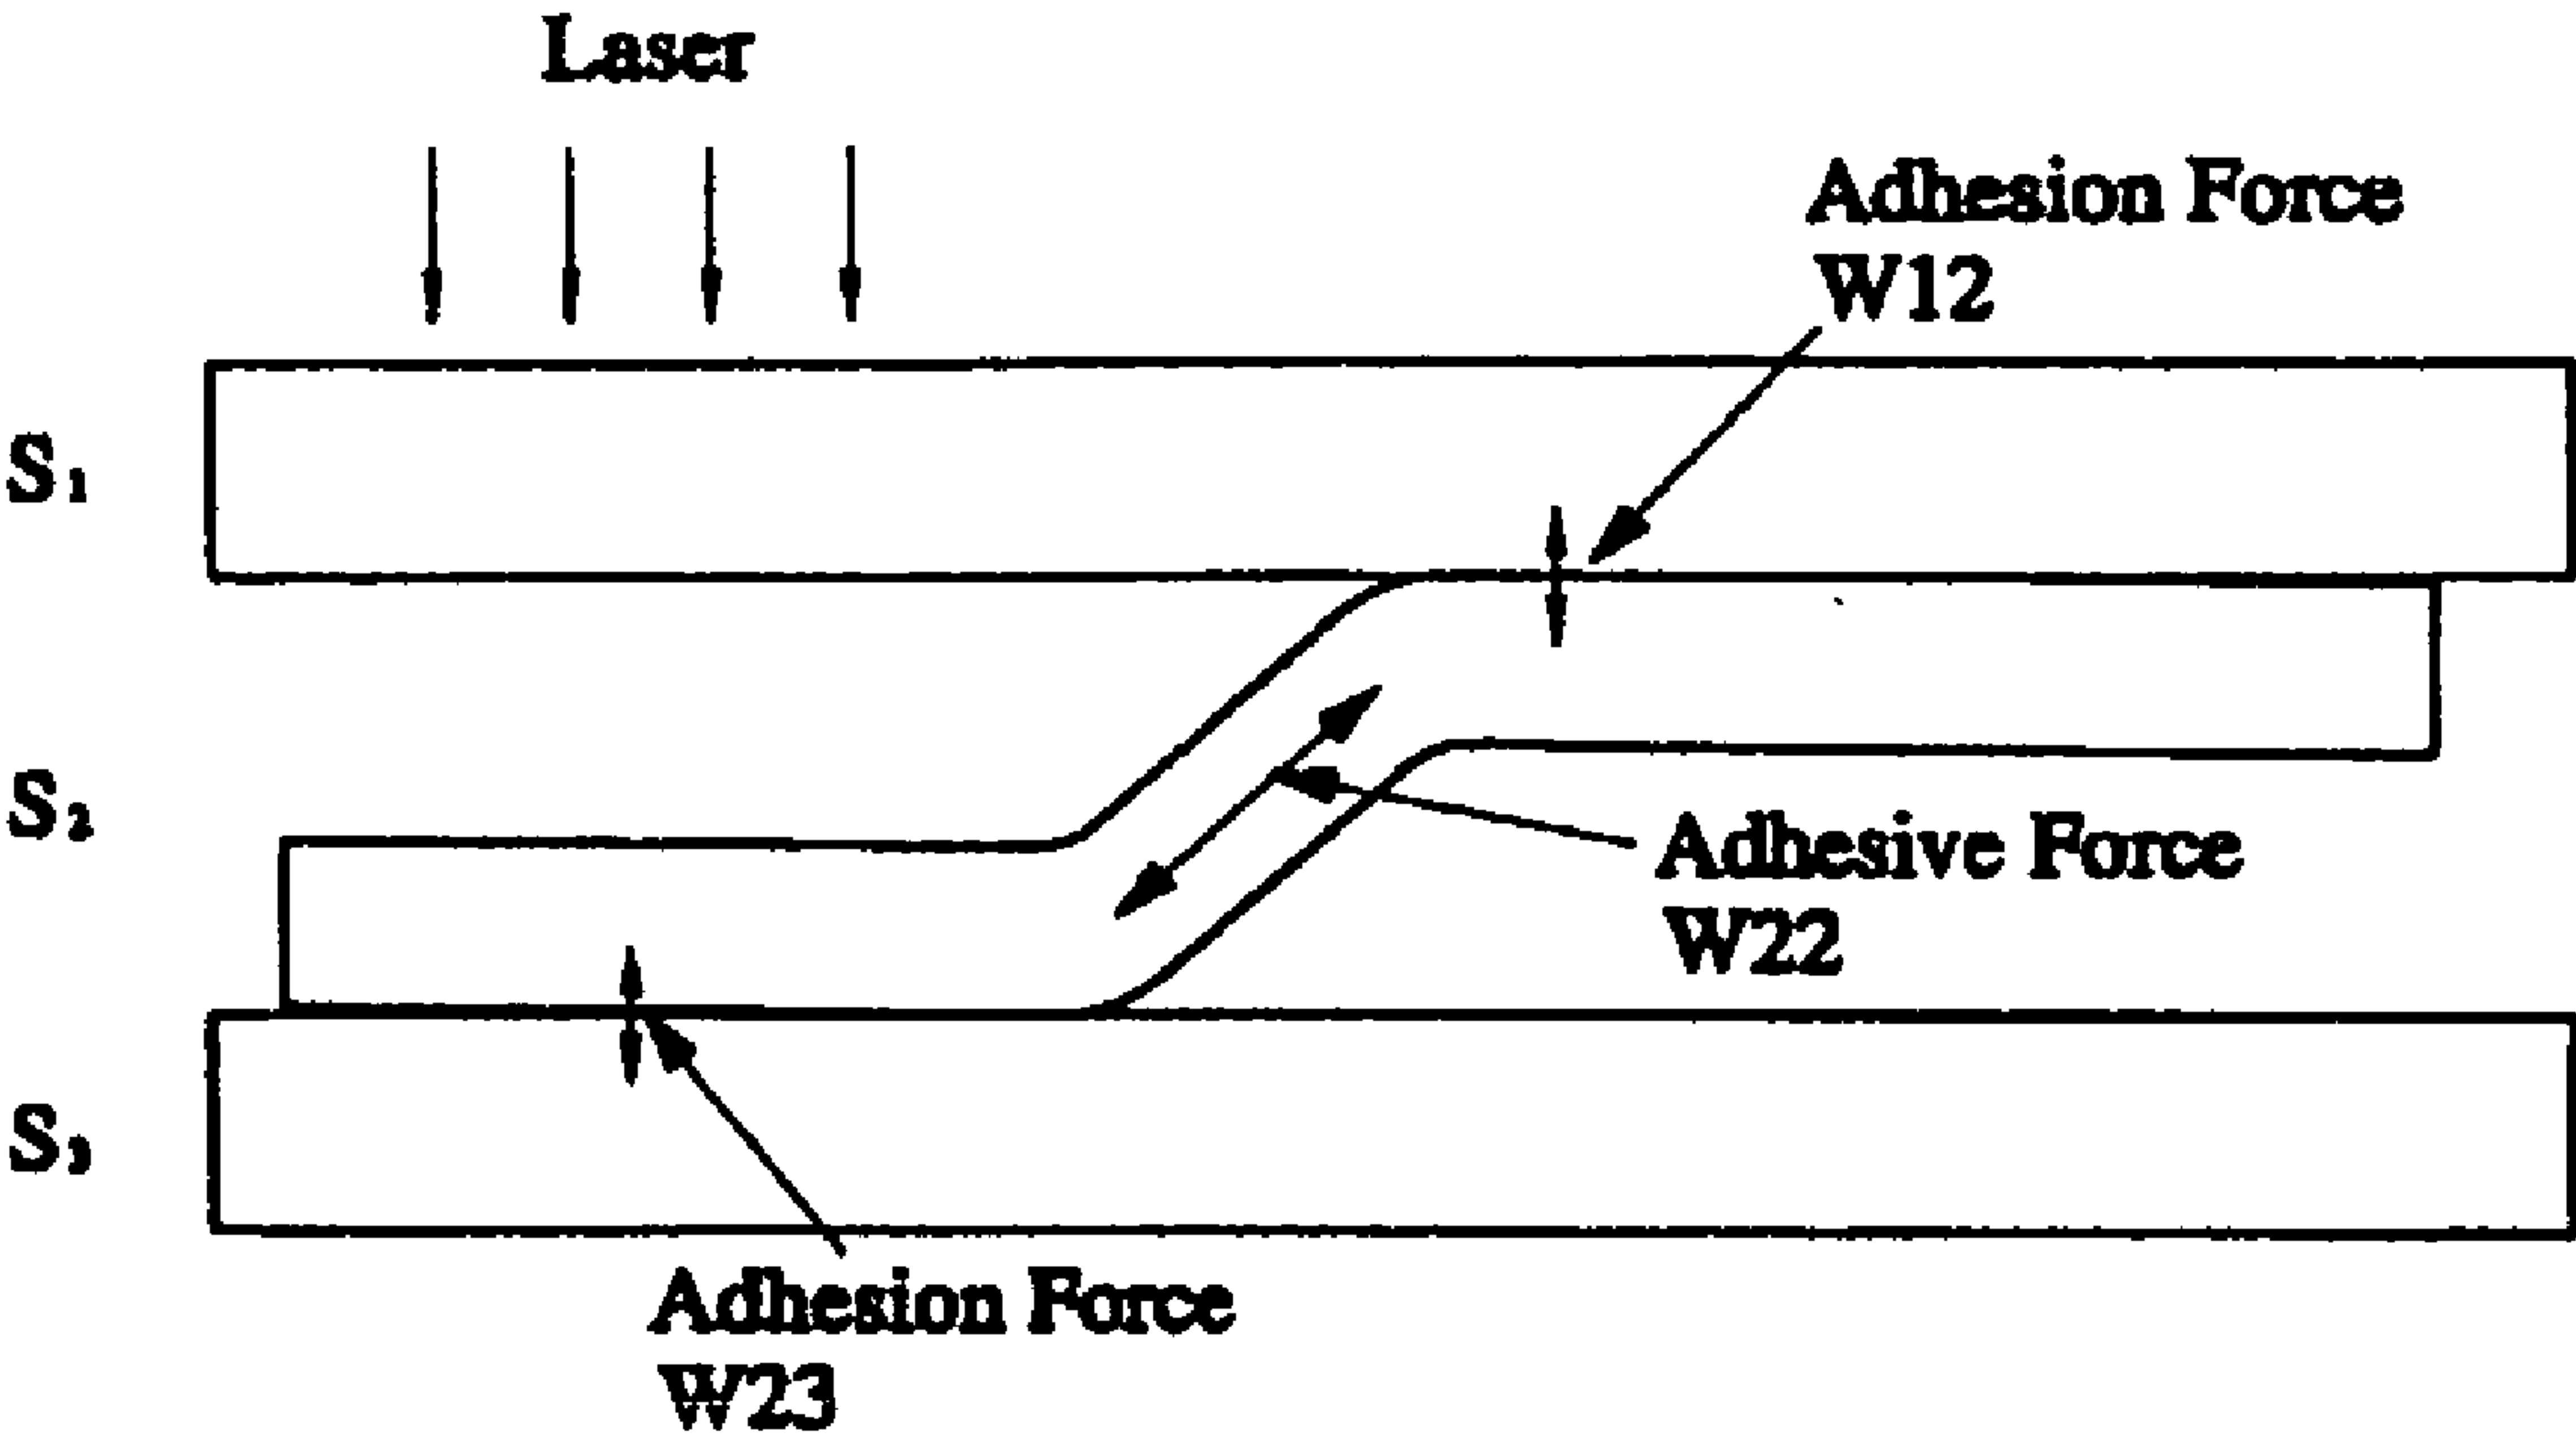 Laser
Adhesion Force
W12
S₁
S₂
Adhesive Force
W22
S₃
Adhesion Force
W23